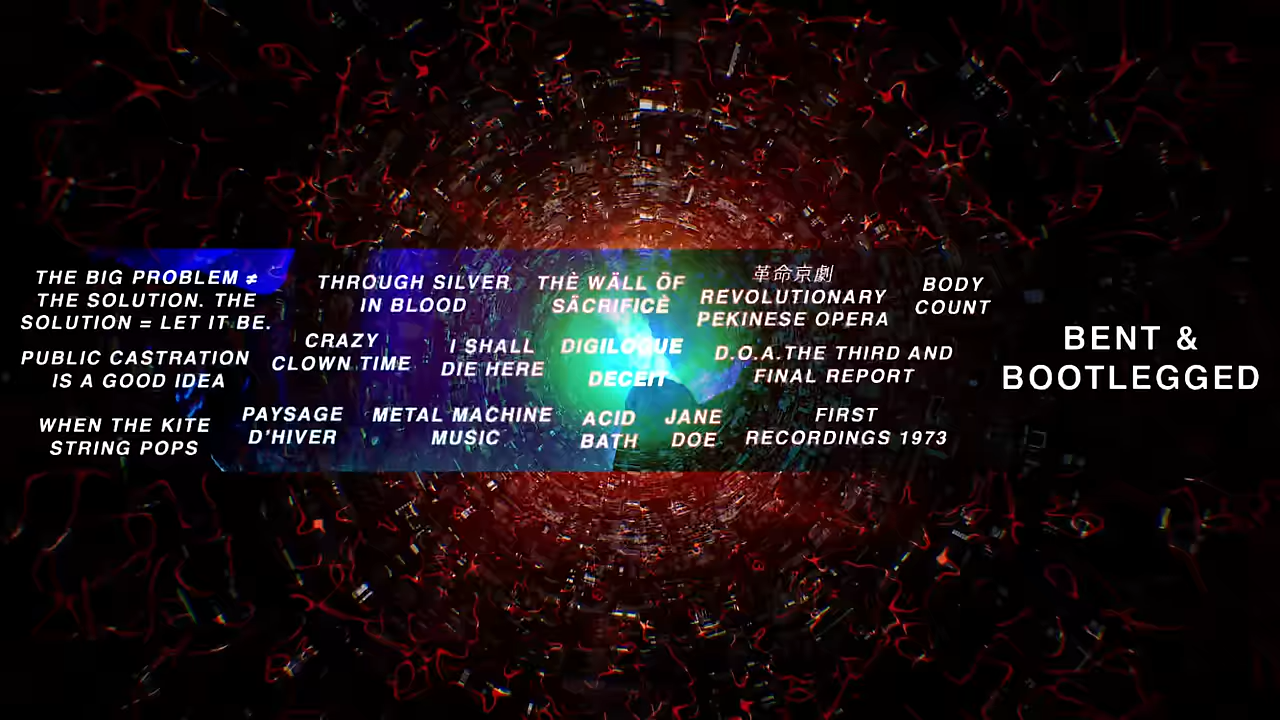 THE BIG PROBLEM ≠
THE SOLUTION. THE
SOLUTION = LET IT BE.
THROUGH SILVER
IN BLOOD
THÈ WÄLL ÖF
SÄCRIFICÈ
革命京劇
REVOLUTIONARY
PEKINESE OPERA
BODY
COUNT
PUBLIC CASTRATION
IS A GOOD IDEA
CRAZY
CLOWN TIME
I SHALL
DIE HERE
DIGILOGUE
DECEIT
D.O.A.THE THIRD AND
FINAL REPORT
WHEN THE KITE
STRING POPS
PAYSAGE
D'HIVER
METAL MACHINE
MUSIC
ACID
BATH
JANE
DOE
FIRST
RECORDINGS 1973
BENT &
BOOTLEGGED